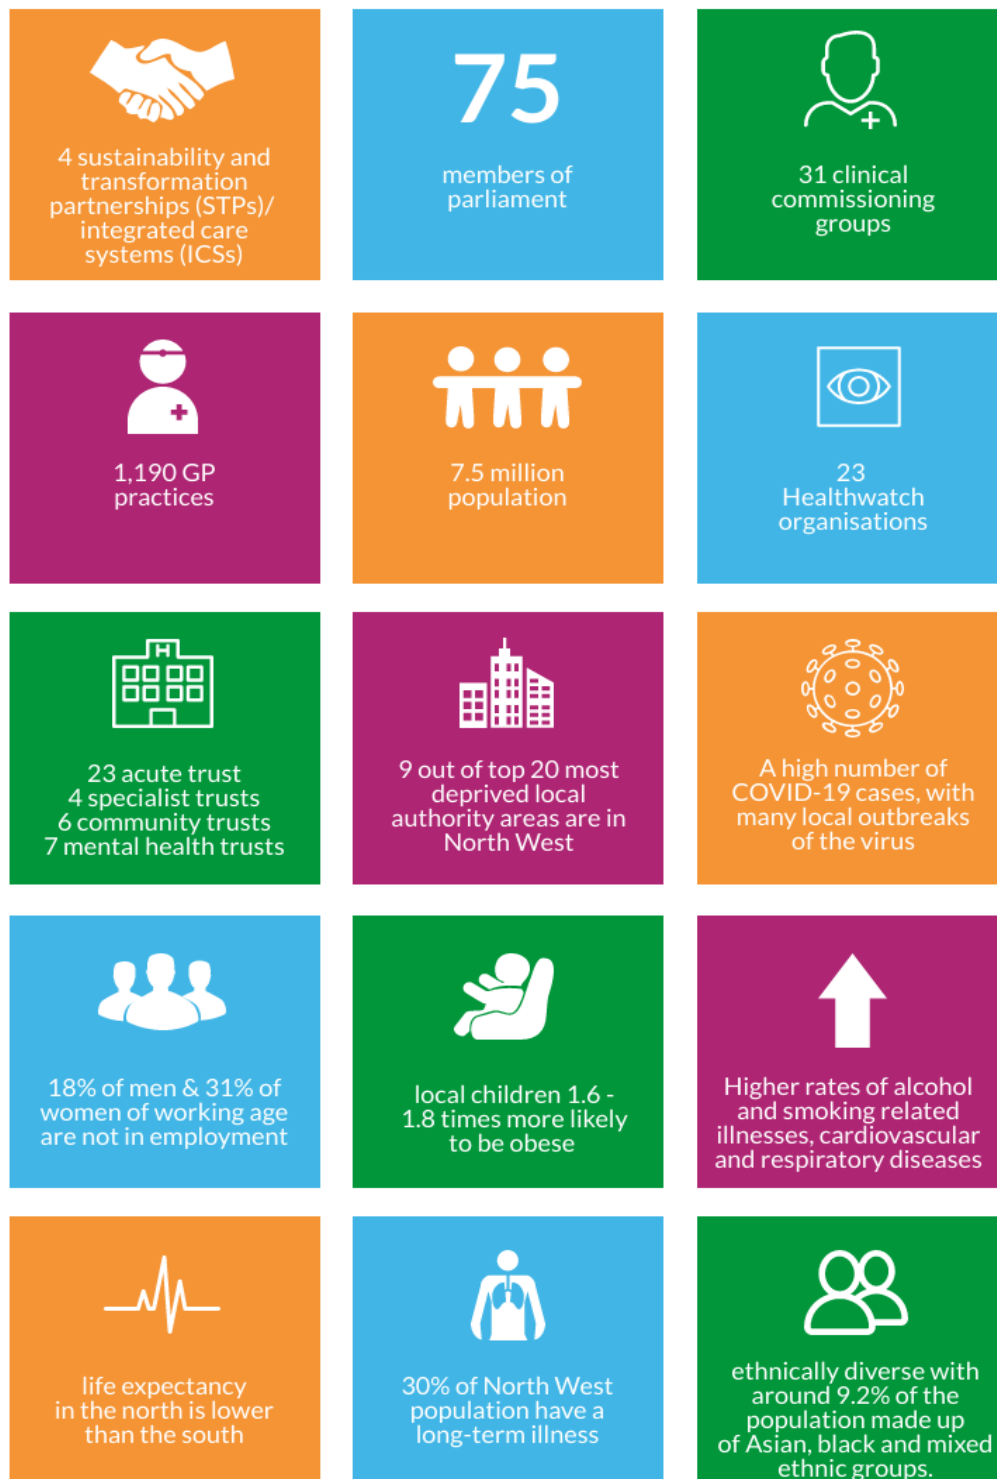 4 sustainability and
transformation
partnerships (STPs)/
integrated care
systems (ICSs)
75
members of
parliament
31 clinical
commissioning
groups
1,190 GP
practices
7.5 million
population
23
Healthwatch
organisations
H
23 acute trust
4 specialist trusts
6 community trusts
7 mental health trusts
9 out of top 20 most
deprived local
authority areas are in
North West
A high number of
COVID-19 cases, with
many local outbreaks
of the virus
18% of men & 31% of
women of working age
are not in employment
local children 1.6 -
1.8 times more likely
to be obese
Higher rates of alcohol
and smoking related
illnesses, cardiovascular
and respiratory diseases
life expectancy
in the north is lower
than the south
30% of North West
population have a
long-term illness
ethnically diverse with
around 9.2% of the
population made up
of Asian, black and mixed
ethnic groups.